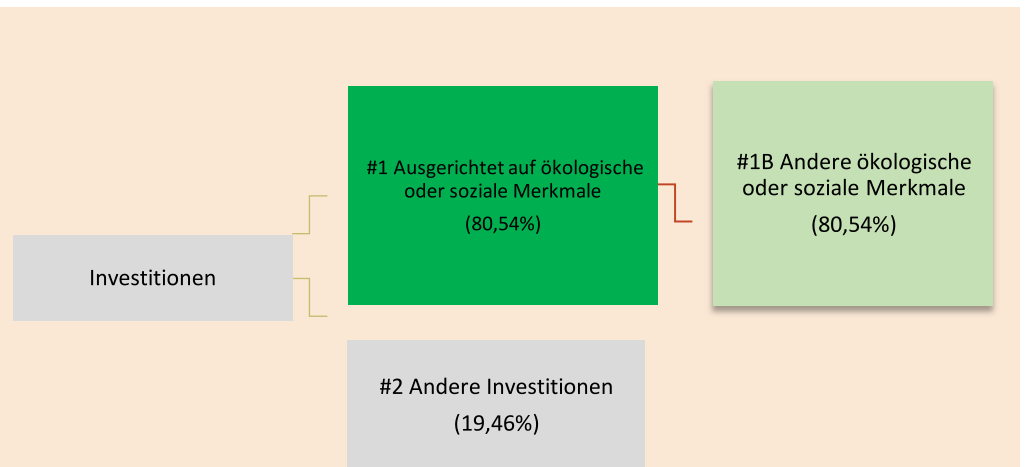 #1 Ausgerichtet auf ökologische
oder soziale Merkmale
(80,54%)
#1B Andere ökologische
oder soziale Merkmale
(80,54%)
Investitionen
#2 Andere Investitionen
(19,46%)